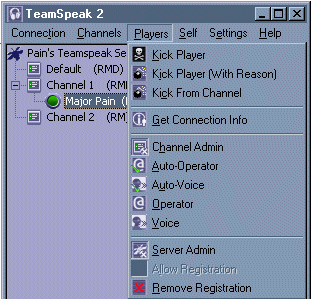 TeamSpeak 2
Connection Channels Players Self Settings Help
Pain's Teamspeak Se
Default (RMD)
Channel 1 (RM
Major Pain (
Channel 2 (RM
Kick Player
Kick Player (With Reason)
Kick From Channel
Get Connection Info
Channel Admin
Auto-Operator
Auto-Voice
Operator
Voice
Server Admin
Allow Registration
Remove Registration